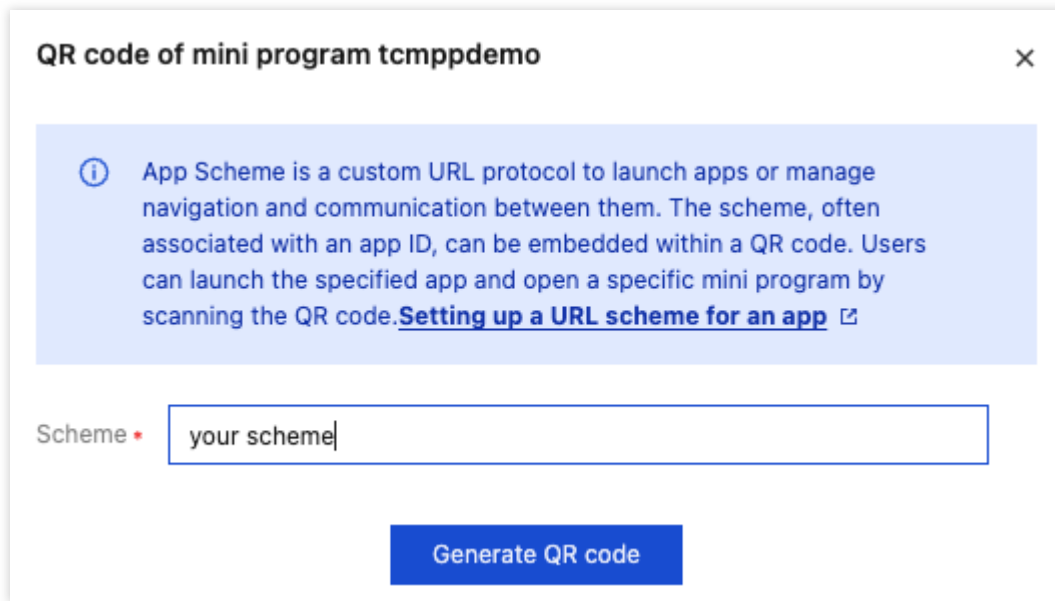 QR code of mini program tcmppdemo
App Scheme is a custom URL protocol to launch apps or manage
navigation and communication between them. The scheme, often
associated with an app ID, can be embedded within a QR code. Users
can launch the specified app and open a specific mini program by
scanning the QR code.Setting up a URL scheme for an app
Scheme *
your scheme
Generate QR code